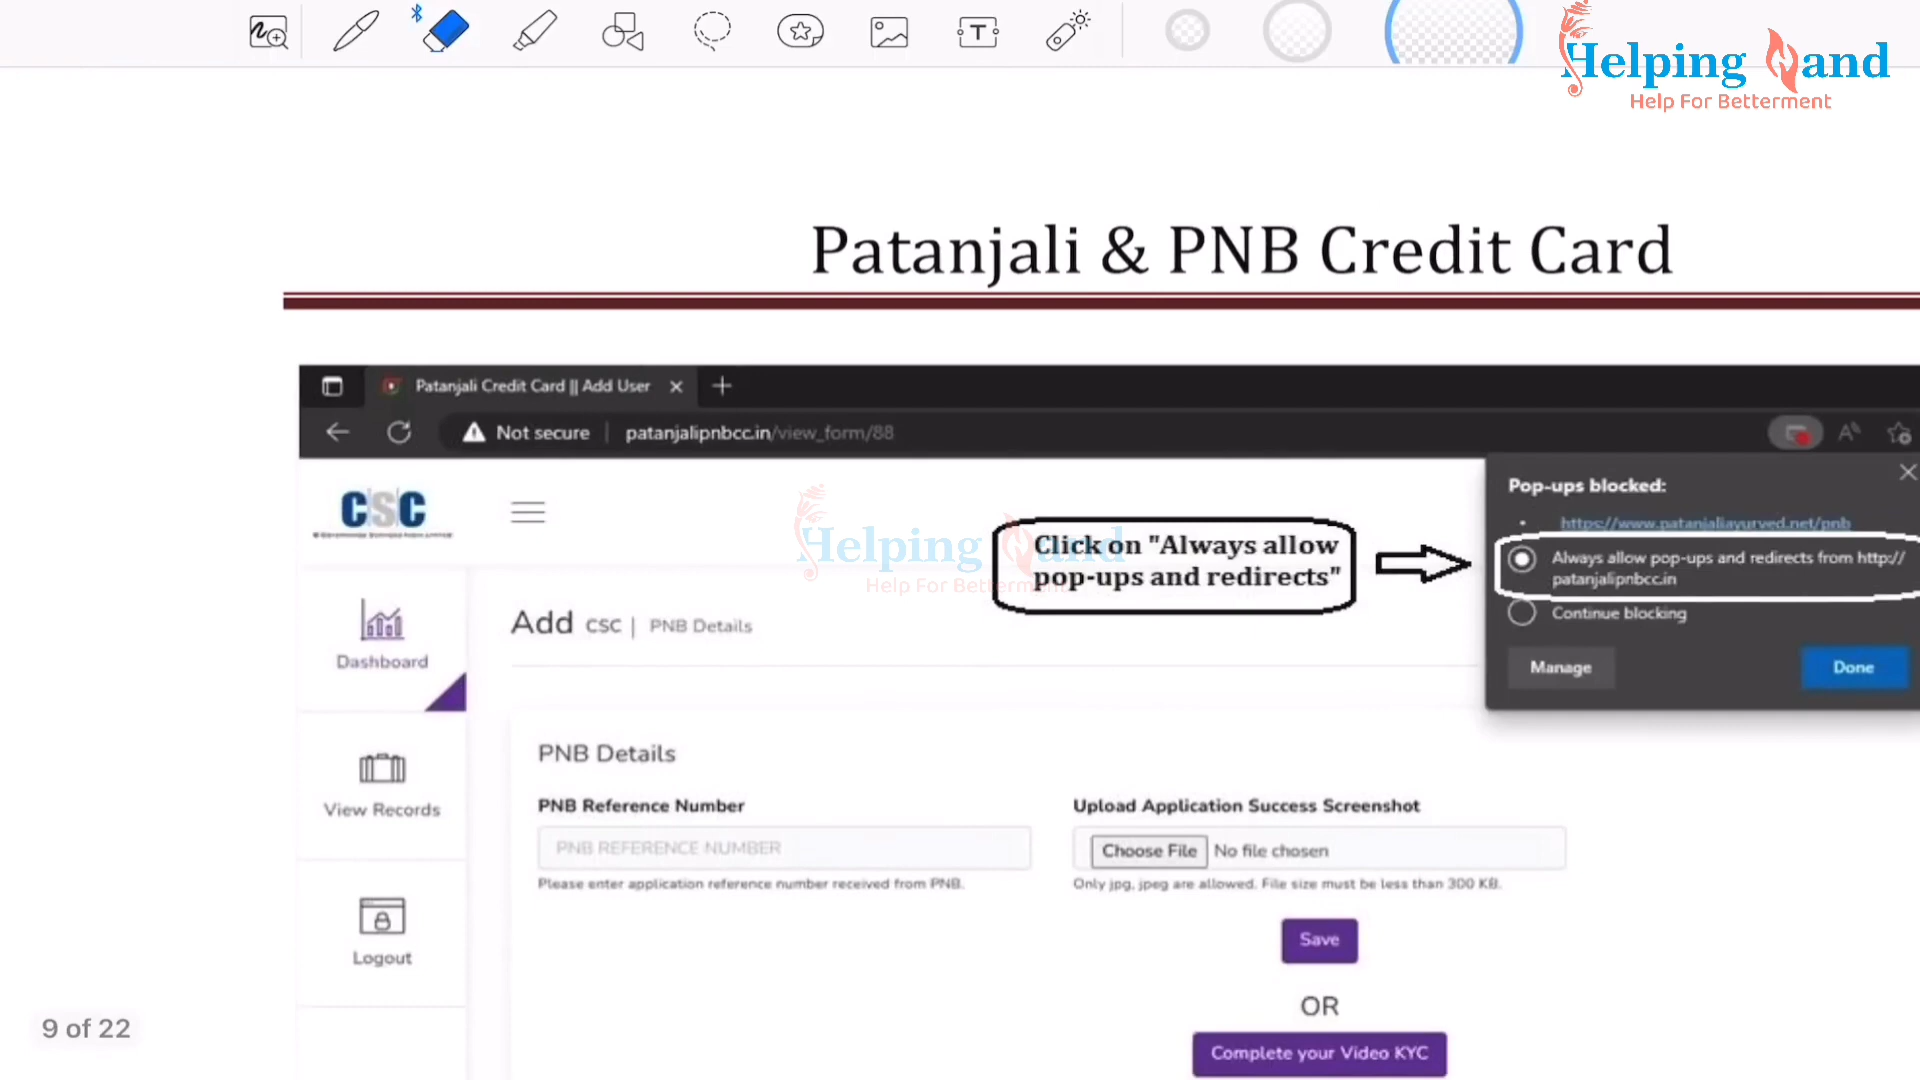 Helping Hand
Help For Betterment
Patanjali & PNB Credit Card
Patanjali Credit Card || Add User
Not secure
patanjalipnbcc.in/view_form/88
CSC
Pop-ups blocked:
https://www.patanjaliayurved.net/pnb
Always allow pop-ups and redirects from http://
patanjalipnbcc.in
Continue blocking
Manage
Done
Helping Hand
Help For Betterment
Click on "Always allow
pop-ups and redirects"
Add csc | PNB Details
Dashboard
View Records
Logout
PNB Details
PNB Reference Number
PNB REFERENCE NUMBER
Please enter application reference number received from PNB.
Upload Application Success Screenshot
Choose File No file chosen
Only jpg, jpeg are allowed. File size must be less than 300 KB.
Save
OR
Complete your Video KYC
9 of 22